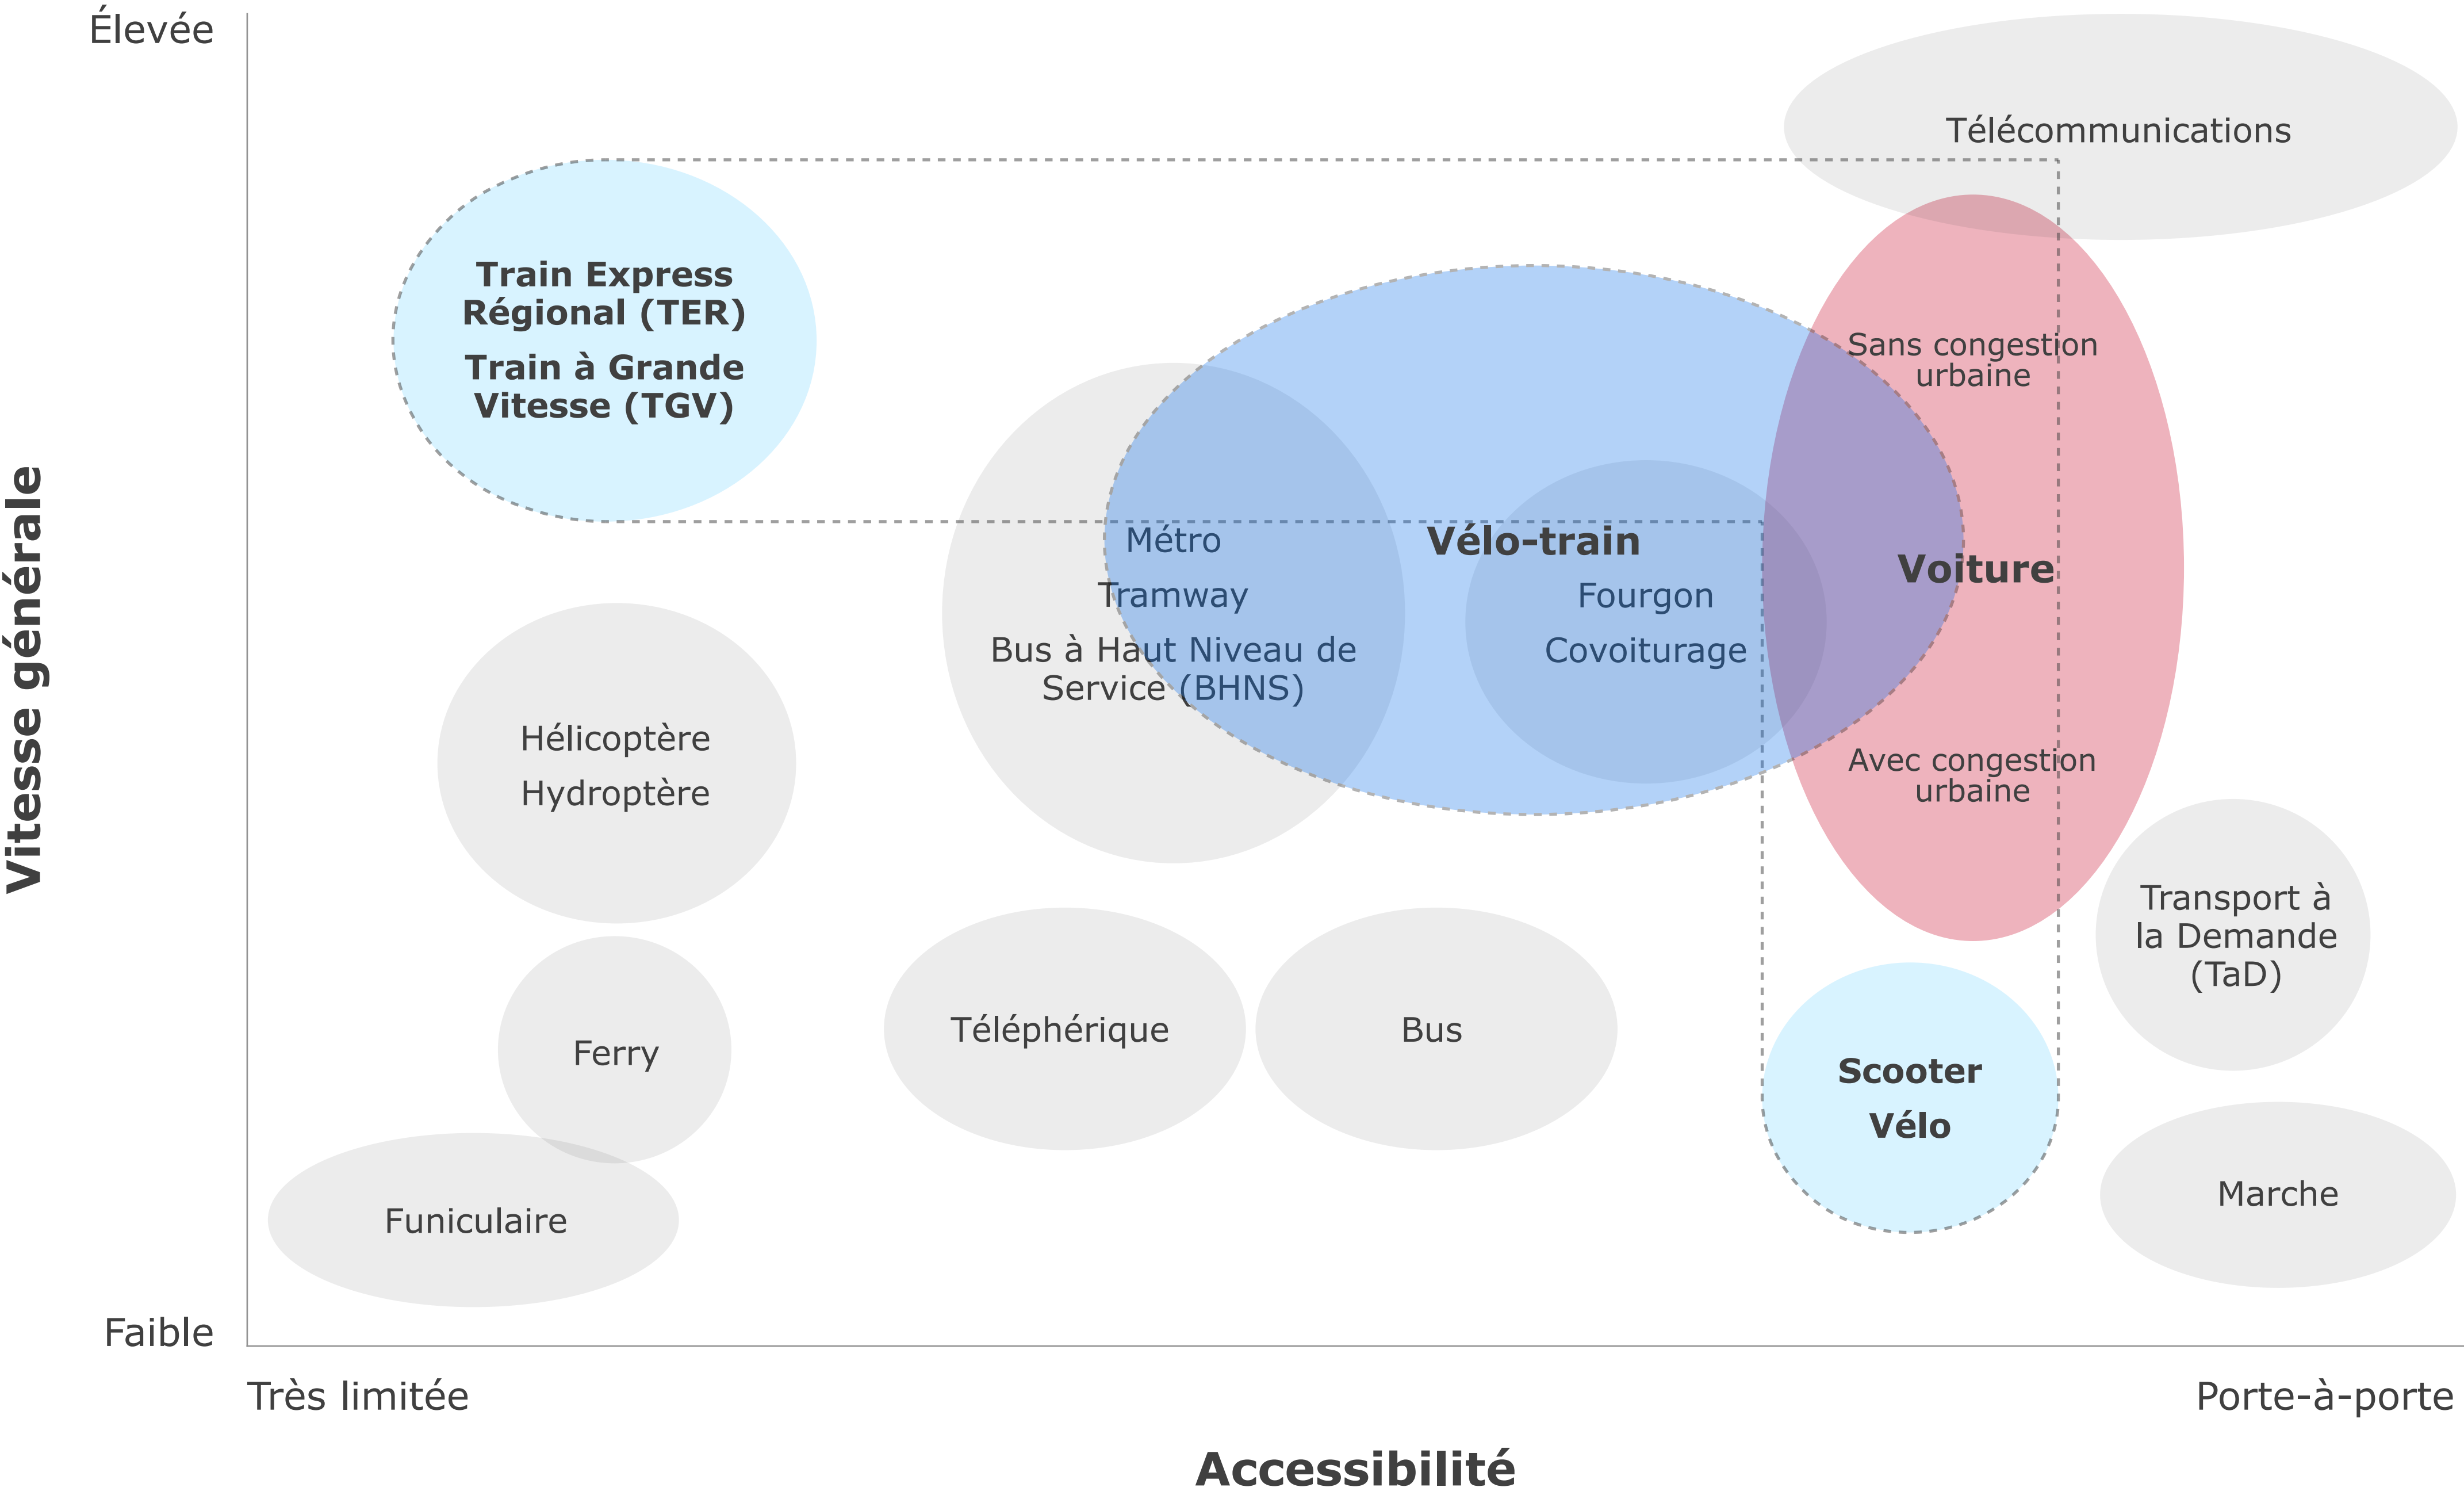 Élevée
Télécommunications
Train Express
Régional (TER)
Train à Grande
Vitesse (TGV)
Sans congestion
urbaine
Vitesse générale
Métro
Tramway
Bus à Haut Niveau de
Service (BHNS)
Vélo-train
Fourgon
Covoiturage
Voiture
Avec congestion
urbaine
Hélicoptère
Hydroptère
Transport à
la Demande
(TaD)
Ferry
Téléphérique
Bus
Scooter
Vélo
Marche
Funiculaire
Faible
Très limitée
Porte-à-porte
Accessibilité